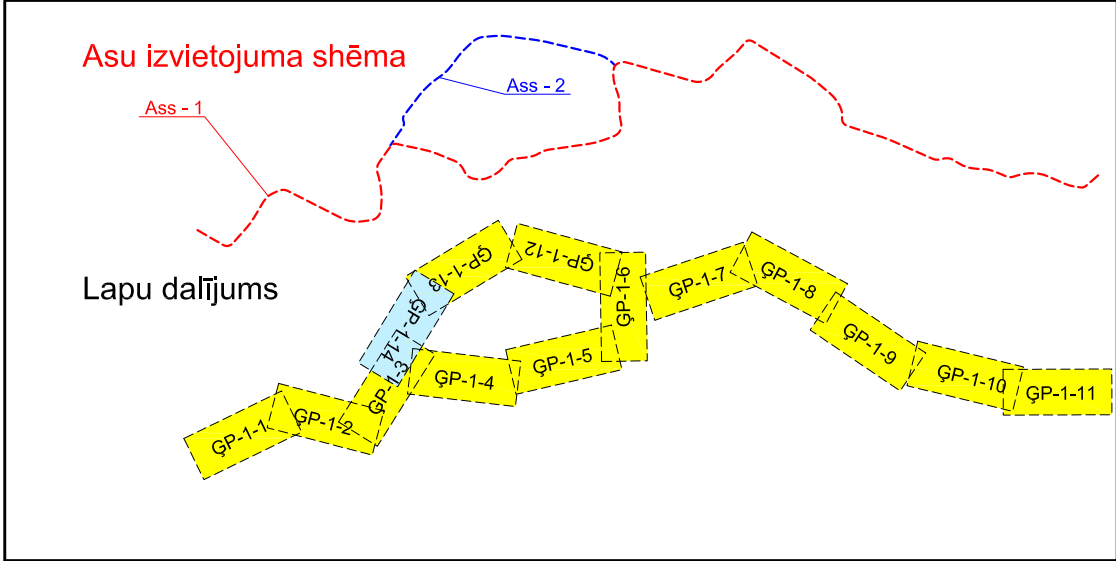 Asu izvietojuma shēma
Ass - 2
Ass - 1
Lapu dalījums
ĢP-1-13
ĢP-1-12
ĢP-1-6
ĢP-1-7
ĢP-1-8
ĢP-1-14
ĢP-1-9
ĢP-1-3
ĢP-1-4
ĢP-1-5
ĢP-1-10
ĢP-1-11
ĢP-1-1
ĢP-1-2